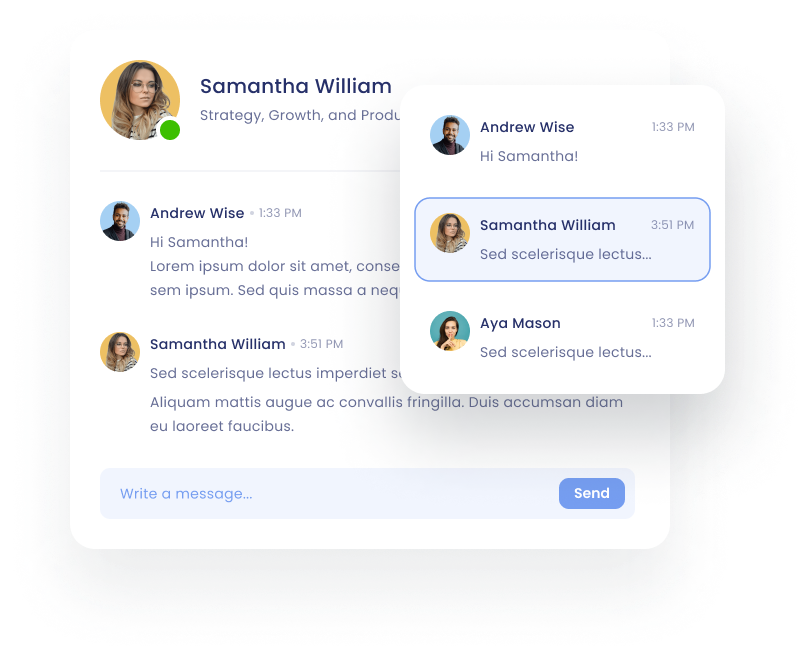 Samantha William
Strategy, Growth, and
Andrew Wise 1:33 PM
Hi Samantha!
Lorem ipsum dolor sit amet,
sem ipsum. Sed quis massa a
Samantha William 3:51 PM
Sed scelerisque lectus imperdiet
Aliquam mattis augue ac convallis fringilla. Duis accumsan diam
eu laoreet faucibus.
Write a message...
Send
Andrew Wise 1:33 PM
Hi Samantha!
Samantha William 3:51 PM
Sed scelerisque lectus...
Aya Mason 1:33 PM
Sed scelerisque lectus...